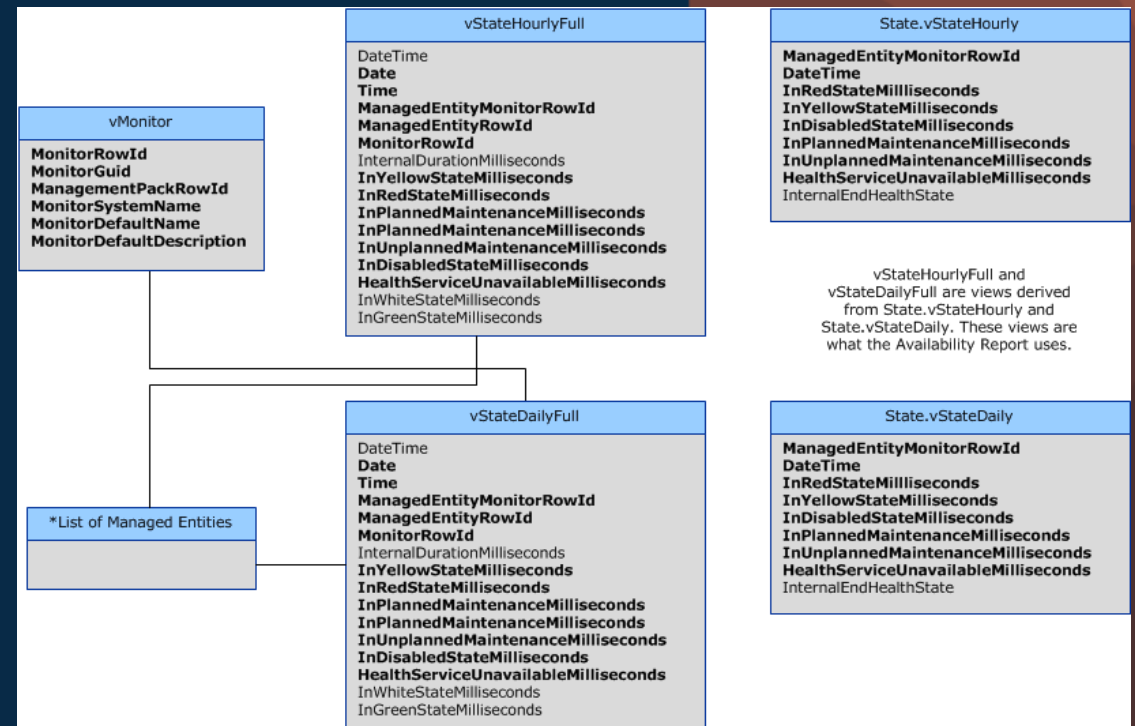 vMonitor
MonitorRowId
MonitorGuid
ManagementPackRowId
MonitorSystemName
MonitorDefaultName
MonitorDefaultDescription
vStateHourlyFull
DateTime
Date
Time
ManagedEntityMonitorRowId
ManagedEntityRowId
MonitorRowId
InternalDurationMilliseconds
InYellowStateMilliseconds
InRedStateMilliseconds
InPlannedMaintenanceMilliseconds
InPlannedMaintenanceMilliseconds
InUnplannedMaintenanceMilliseconds
InDisabledStateMilliseconds
HealthServiceUnavailableMilliseconds
InWhiteStateMilliseconds
InGreenStateMilliseconds
State.vStateHourly
ManagedEntityMonitorRowId
DateTime
InRedStateMillliseconds
InYellowStateMilliseconds
InDisabledStateMilliseconds
InPlannedMaintenanceMilliseconds
InUnplannedMaintenanceMilliseconds
HealthServiceUnavailableMilliseconds
InternalEndHealthState
vStateHourlyFull and
vStateDailyFull are views derived
from State.vStateHourly and
State.vStateDaily. These views are
what the Availability Report uses.
*List of Managed Entities
vStateDailyFull
DateTime
Date
Time
ManagedEntityMonitorRowId
ManagedEntityRowId
MonitorRowId
InternalDurationMilliseconds
InYellowStateMilliseconds
InRedStateMilliseconds
InPlannedMaintenanceMilliseconds
InPlannedMaintenanceMilliseconds
InUnplannedMaintenanceMilliseconds
InDisabledStateMilliseconds
HealthServiceUnavailableMilliseconds
InWhiteStateMilliseconds
InGreenStateMilliseconds
State.vStateDaily
ManagedEntityMonitorRowId
DateTime
InRedStateMillliseconds
InYellowStateMilliseconds
InDisabledStateMilliseconds
InPlannedMaintenanceMilliseconds
InUnplannedMaintenanceMilliseconds
HealthServiceUnavailableMilliseconds
InternalEndHealthState